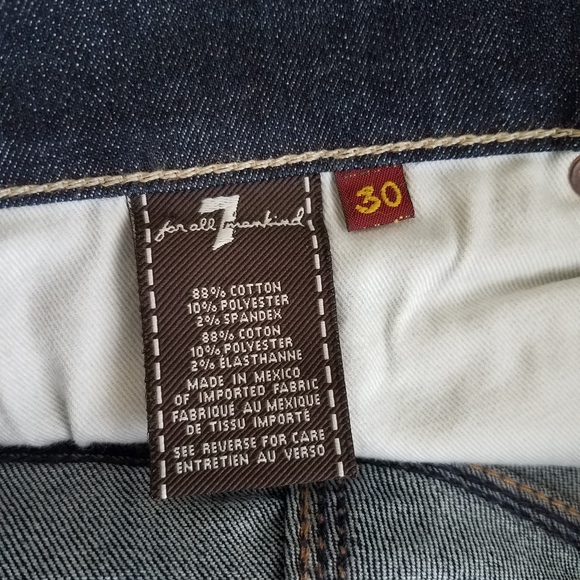 for all 7 mankind
30
88% COTTON
10% POLYESTER
2% SPANDEX
88% COTON
10% POLYESTER
2% ÉLASTHANNE
MADE IN MEXICO
OF IMPORTED FABRIC
FABRIQUÉ AU MEXIQUE
DE TISSU IMPORTÉ
SEE REVERSE FOR CARE
ENTRETIEN AU VERSO